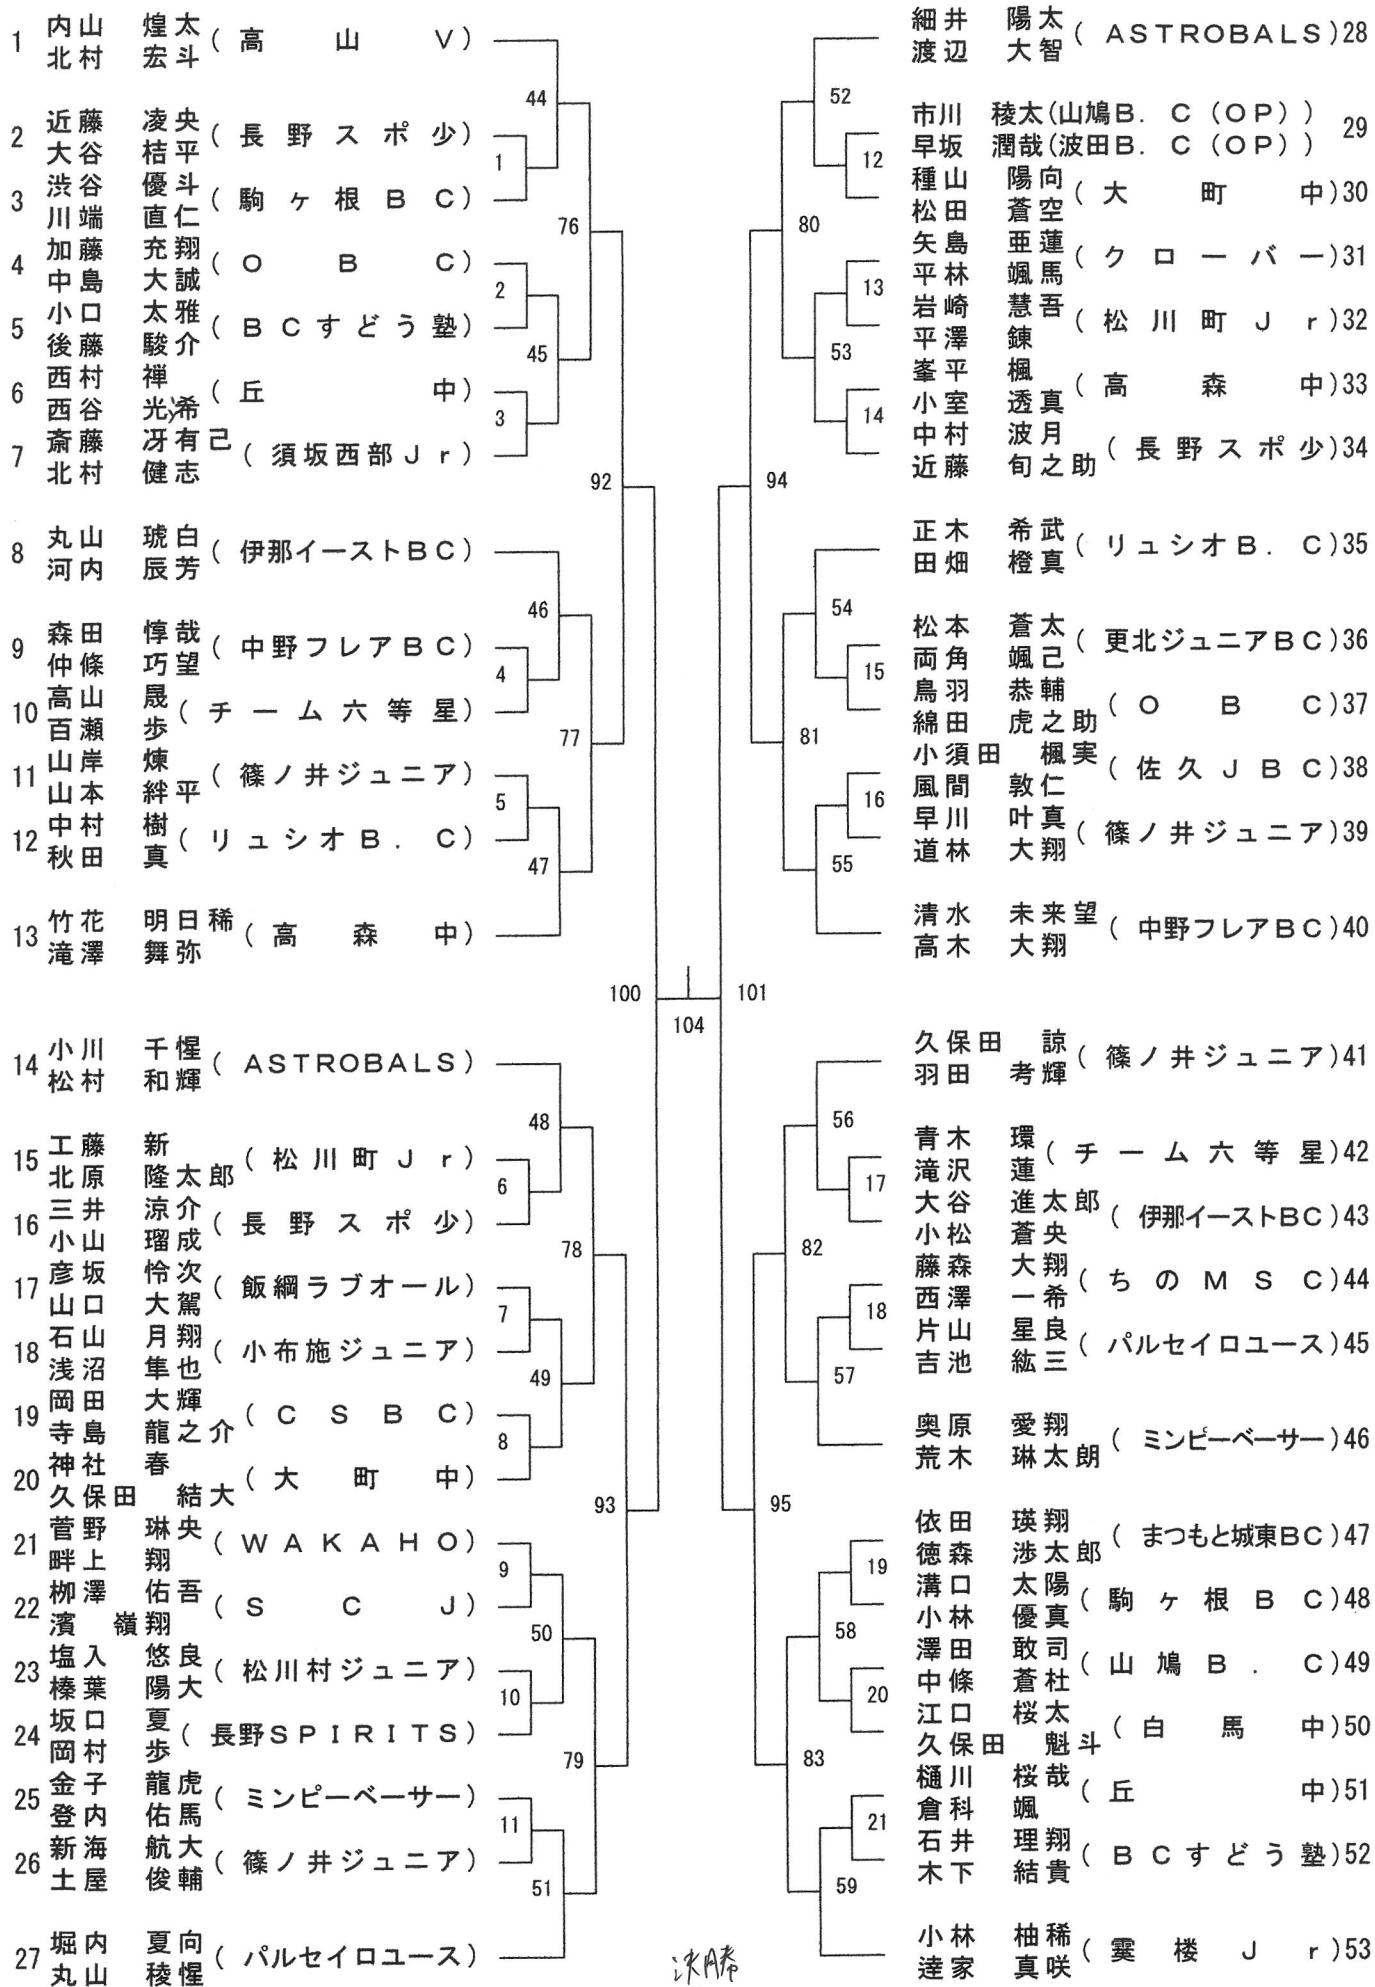 1 内山 煌太 (高山V)
北村 宏斗
2 近藤 凌央 (長野スポ少)
大谷 桔平
3 渋谷 優斗 (駒ヶ根BC)
川端 直仁
4 加藤 充翔 (OBC)
中島 大誠
5 小口 太雅 (BCすどう塾)
後藤 駿介
6 西村 禅 (丘中)
西谷 光希
7 斎藤 冴有己 (須坂西部Jr)
北村 健志
8 丸山 琥白 (伊那イーストBC)
河内 辰芳
9 森田 惇哉 (中野フレアBC)
仲條 巧望
10 高山 晟 (チーム六等星)
百瀬 歩
11 山岸 煉 (篠ノ井ジュニア)
山本 絆平
12 中村 樹 (リュシオB.C)
秋田 真
13 竹花 明日稀 (高森中)
滝澤 舞弥
14 小川 千惺 (ASTROBALS)
松村 和輝
15 工藤 新 (松川町Jr)
北原 隆太郎
16 三井 涼介 (長野スポ少)
小山 瑠成
17 彦坂 怜次 (飯綱ラブオール)
山口 大駕
18 石山 月翔 (小布施ジュニア)
浅沼 隼也
19 岡田 大輝 (CSBC)
寺島 龍之介
20 神社 春 (大町中)
久保田 結大
21 菅野 琳央 (WAKAHO)
畔上 翔
22 柳澤 佑吾 (SCJ)
濱 嶺翔
23 塩入 悠良 (松川村ジュニア)
榛葉 陽大
24 坂口 夏 (長野SPIRITS)
岡村 歩
25 金子 龍虎 (ミンピーベーサー)
登内 佑馬
26 新海 航大 (篠ノ井ジュニア)
土屋 俊輔
27 堀内 夏向 (パルセイロユース)
丸山 稜惺
44
1
76
2
45
3
92
46
4
77
5
47
100
48
6
78
7
49
8
93
9
50
10
79
11
51
104
決勝
52
12
80
13
53
14
94
54
15
81
16
55
101
56
17
82
18
57
95
19
58
20
83
21
59
細井 陽太 (ASTROBALS) 28
渡辺 大智
市川 稜太 (山鳩B.C(OP)) 29
早坂 潤哉 (波田B.C(OP))
種山 陽向 (大町中) 30
松田 蒼空
矢島 亜蓮 (クローバー) 31
平林 颯馬
岩崎 慧吾 (松川町Jr) 32
平澤 錬
峯平 楓 (高森中) 33
小室 透真
中村 波月 (長野スポ少) 34
近藤 旬之助
正木 希武 (リュシオB.C) 35
田畑 橙真
松本 蒼太 (更北ジュニアBC) 36
両角 颯己
鳥羽 恭輔 (OBC) 37
綿田 虎之助
小須田 楓実 (佐久JBC) 38
風間 敦仁
早川 叶真 (篠ノ井ジュニア) 39
道林 大翔
清水 未来望 (中野フレアBC) 40
高木 大翔
久保田 諒 (篠ノ井ジュニア) 41
羽田 考輝
青木 環 (チーム六等星) 42
滝沢 蓮
大谷 進太郎 (伊那イーストBC) 43
小松 蒼央
藤森 大翔 (ちのMSC) 44
西澤 一希
片山 星良 (パルセイロユース) 45
吉池 紘三
奥原 愛翔 (ミンピーベーサー) 46
荒木 琳太朗
依田 瑛翔 (まつもと城東BC) 47
徳森 渉太郎
溝口 太陽 (駒ヶ根BC) 48
小林 優真
澤田 敢司 (山鳩B.C) 49
中條 蒼杜
江口 桜太 (白馬中) 50
久保田 魁斗
樋川 桜哉 (丘中) 51
倉科 颯
石井 理翔 (BCすどう塾) 52
木下 結貴
小林 柚稀 (霙楼Jr) 53
達家 真咲